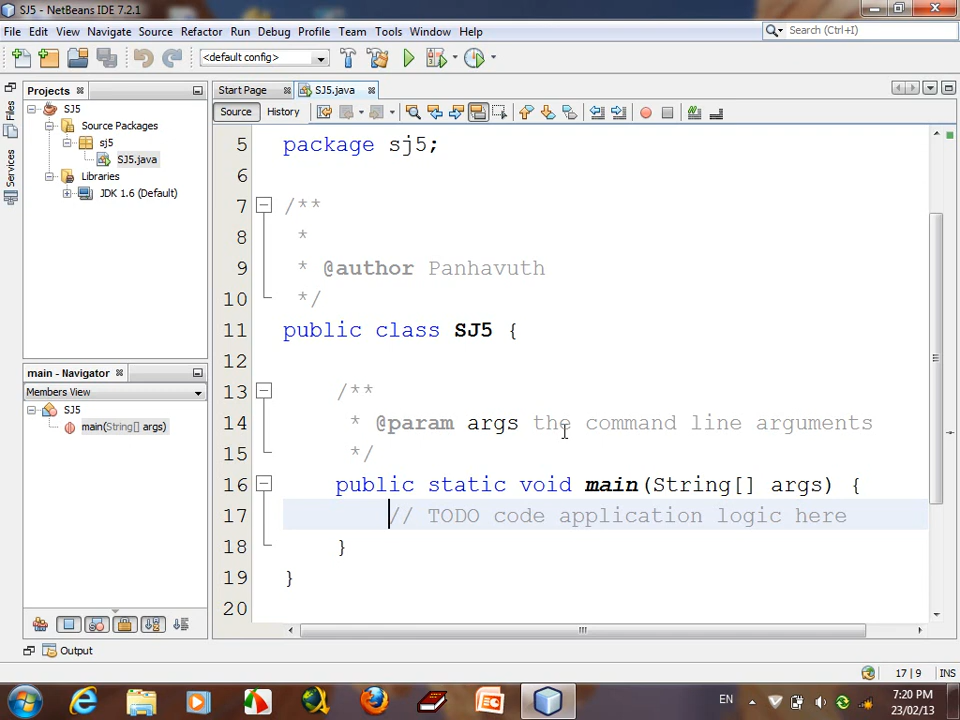 SJ5 - NetBeans IDE 7.2.1
File Edit View Navigate Source Refactor Run Debug Profile Team Tools Window Help
Search (Ctrl+I)
<default config>
Projects
Files
Services
SJ5
Source Packages
sj5
SJ5.java
Libraries
JDK 1.6 (Default)
Start Page
SJ5.java
Source History
5 package sj5;
6
7 /**
8 *
9 * @author Panhavuth
10 */
11 public class SJ5 {
12
13 /**
14 * @param args the command line arguments
15 */
16 public static void main(String[] args) {
17 // TODO code application logic here
18 }
19 }
20
main - Navigator
Members View
SJ5
main(String[] args)
Output
17 | 9 INS
EN
7:20 PM
23/02/13